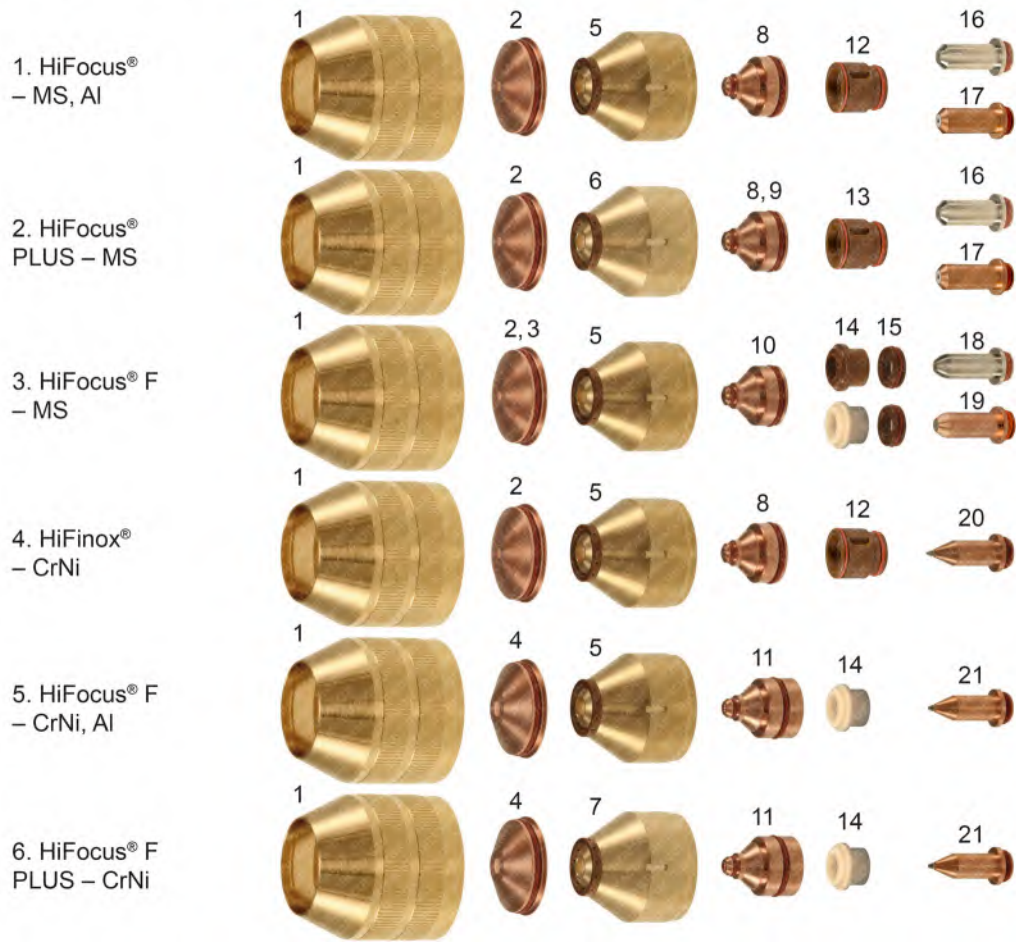 1 2 5 8 12 16
1. HiFocus®
– MS, Al
17
1 2 6 8, 9 13 16
2. HiFocus®
PLUS – MS
17
1 2, 3 5 10 14 15 18
3. HiFocus® F
– MS
19
1 2 5 8 12 20
4. HiFinox®
– CrNi
1 4 5 11 14 21
5. HiFocus® F
– CrNi, Al
1 4 7 11 14 21
6. HiFocus® F
PLUS – CrNi